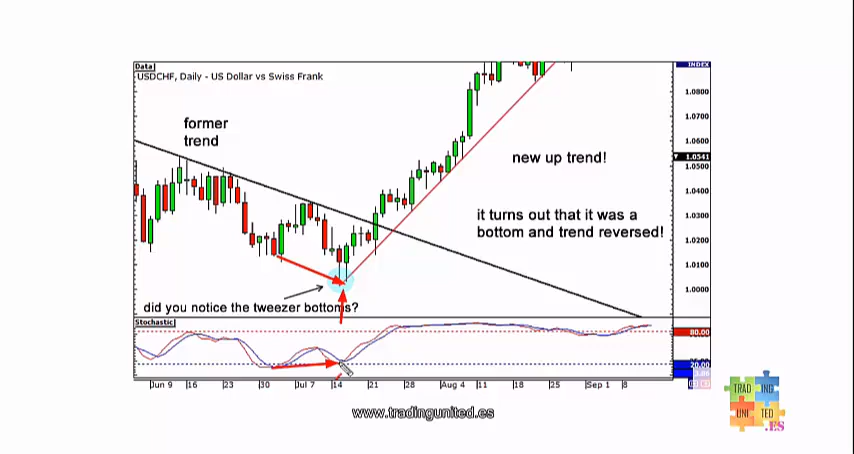 Data
INDEX
USDCHF, Daily - US Dollar vs Swiss Frank
1.0800
former
trend
1.0700
1.0600
new up trend!
1.0541
1.0500
1.0400
it turns out that it was a
bottom and trend reversed!
1.0300
1.0200
1.0100
1.0000
did you notice the tweezer bottoms?
Stochastic
80.00
20.00
Jun 9 16 23 30 Jul 7 14 21 28 Aug 4 11 18 25 Sep 1 8
www.tradingunited.es
TRAD ING
UNI TED
.ES